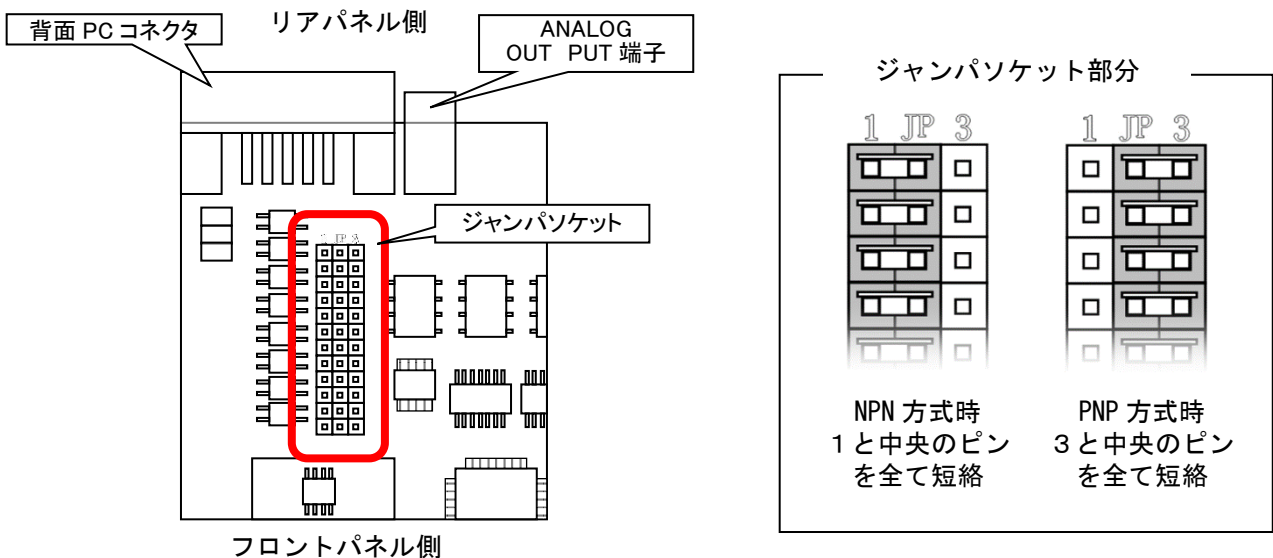 リアパネル側
背面 PC コネクタ
ANALOG
OUT PUT 端子
ジャンパソケット
1 JP 3
フロントパネル側
ジャンパソケット部分
1 JP 3
1 JP 3
NPN 方式時
１と中央のピン
を全て短絡
PNP 方式時
３と中央のピン
を全て短絡